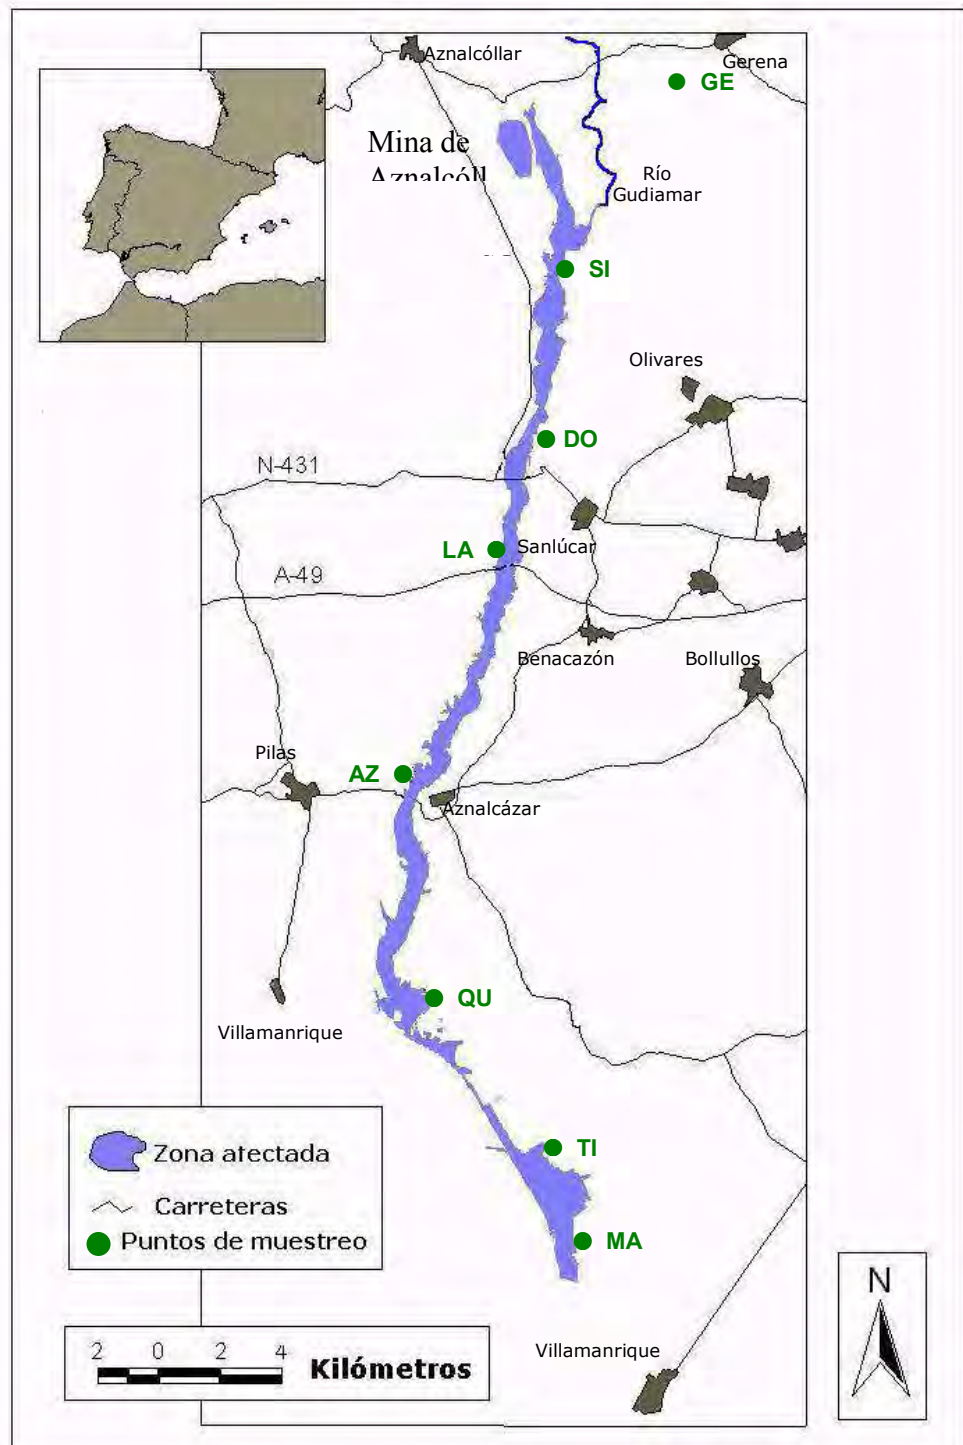 Aznalcóllar
Gerena
GE
Mina de
Aznalcóll
Río
Gudiamar
SI
Olivares
DO
N-431
LA
Sanlúcar
A-49
Benacazón
Bollullos
Pilas
AZ
Aznalcázar
QU
Villamanrique
TI
Zona afectada
Carreteras
Puntos de muestreo
MA
N
2 0 2 4
Kilómetros
Villamanrique